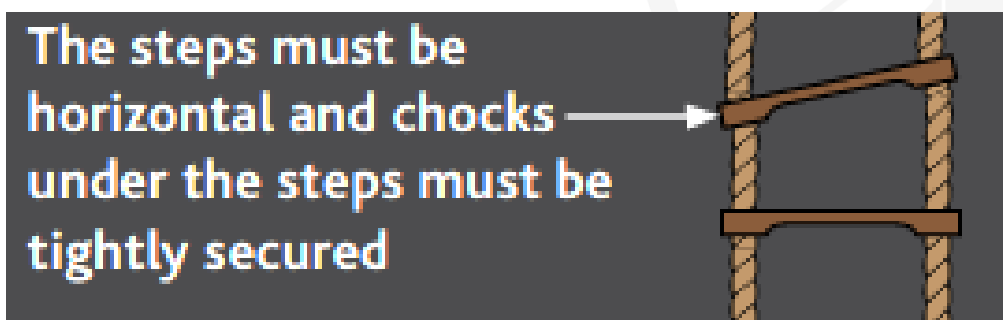 The steps must be
horizontal and chocks
under the steps must be
tightly secured